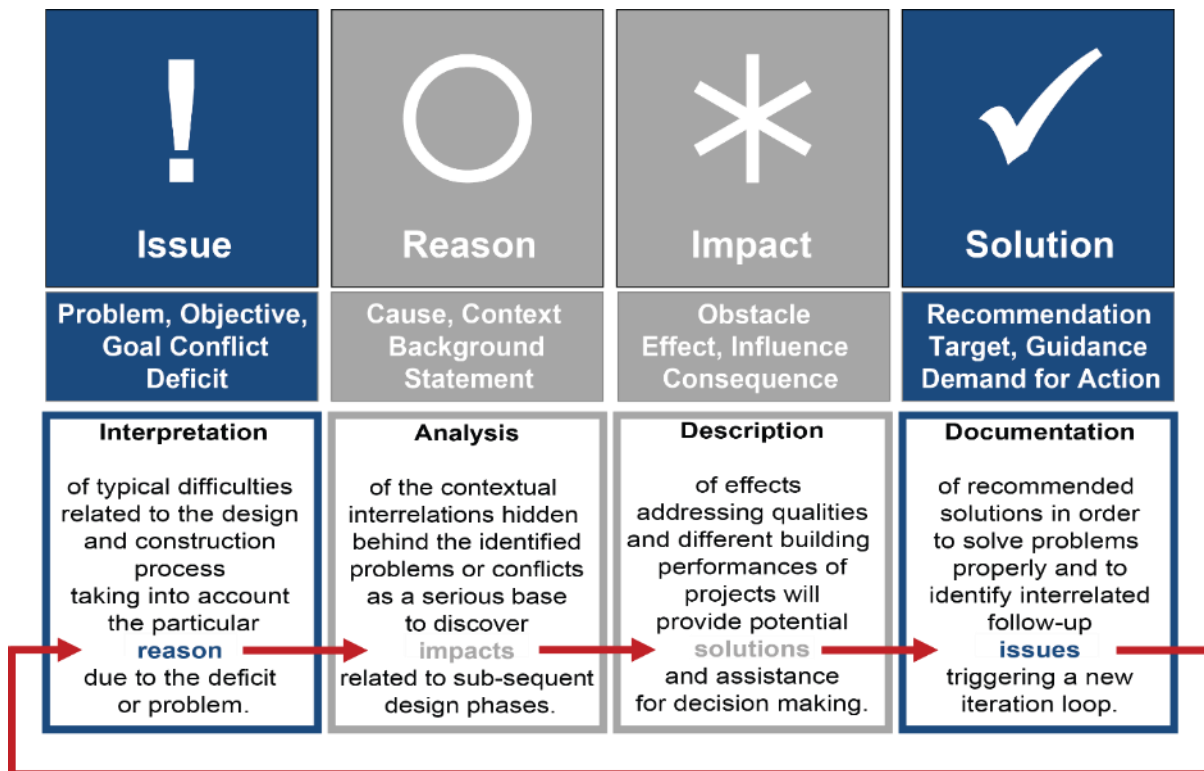 !
Issue
Problem, Objective,
Goal Conflict
Deficit
Interpretation
of typical difficulties
related to the design
and construction
process
taking into account
the particular
reason
due to the deficit
or problem.
Reason
Cause, Context
Background
Statement
Analysis
of the contextual
interrelations hidden
behind the identified
problems or conflicts
as a serious base
to discover
impacts
related to sub-sequent
design phases.
Impact
Obstacle
Effect, Influence
Consequence
Description
of effects
addressing qualities
and different building
performances of
projects will
provide potential
solutions
and assistance
for decision making.
Solution
Recommendation
Target, Guidance
Demand for Action
Documentation
of recommended
solutions in order
to solve problems
properly and to
identify interrelated
follow-up
issues
triggering a new
iteration loop.